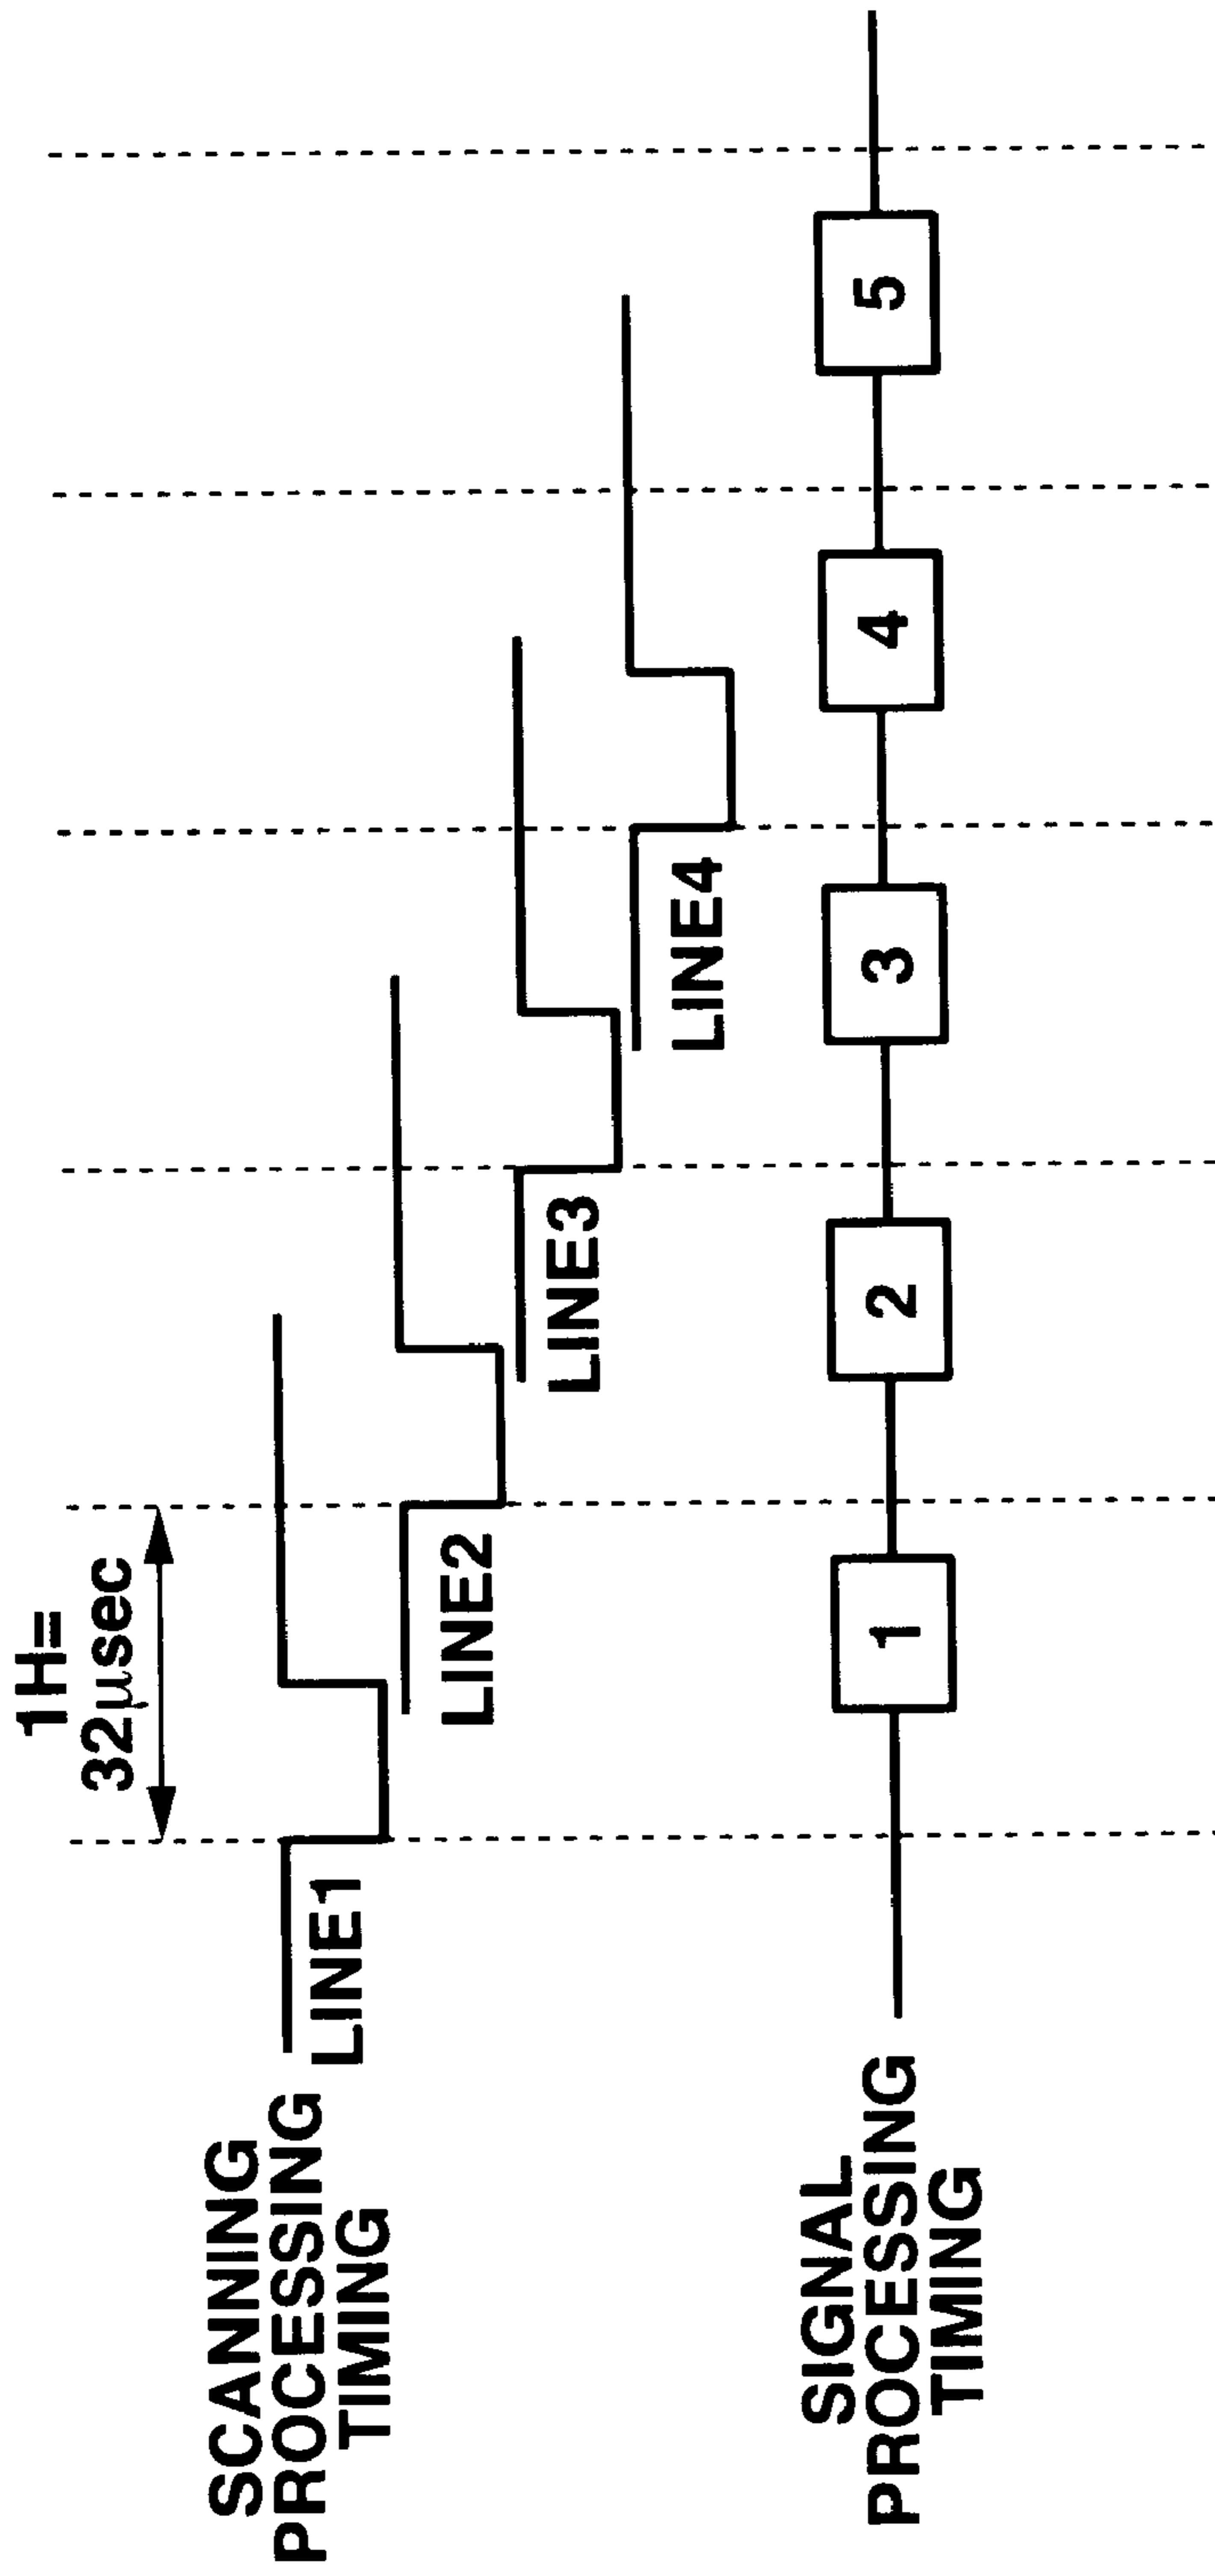 1H=
32µsec
SCANNING
PROCESSING
TIMING
LINE1
LINE2
LINE3
LINE4
SIGNAL
PROCESSING
TIMING
1
2
3
4
5